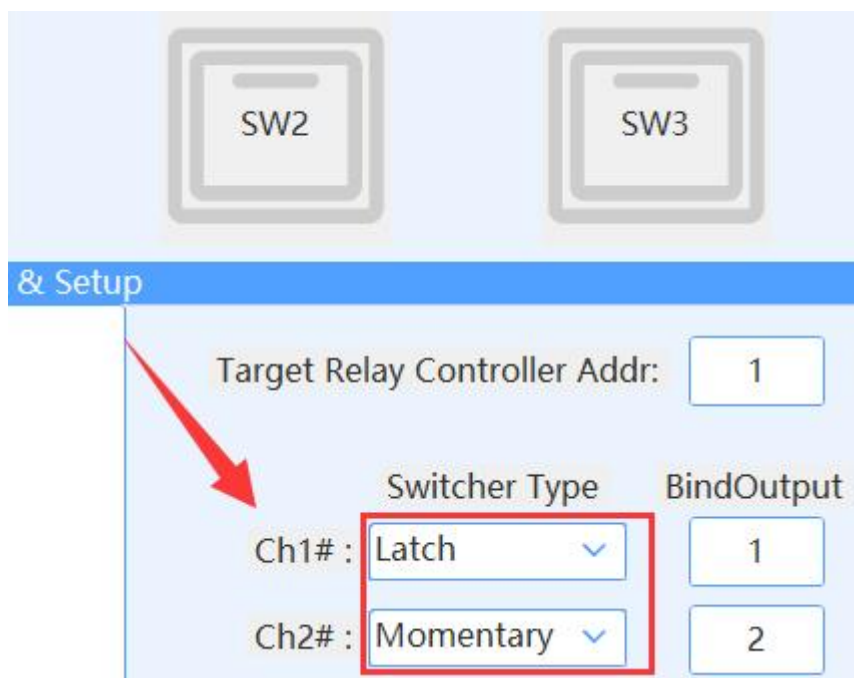 SW2 SW3
& Setup
Target Relay Controller Addr: 1
Switcher Type BindOutput
Ch1# : Latch 1
Ch2# : Momentary 2